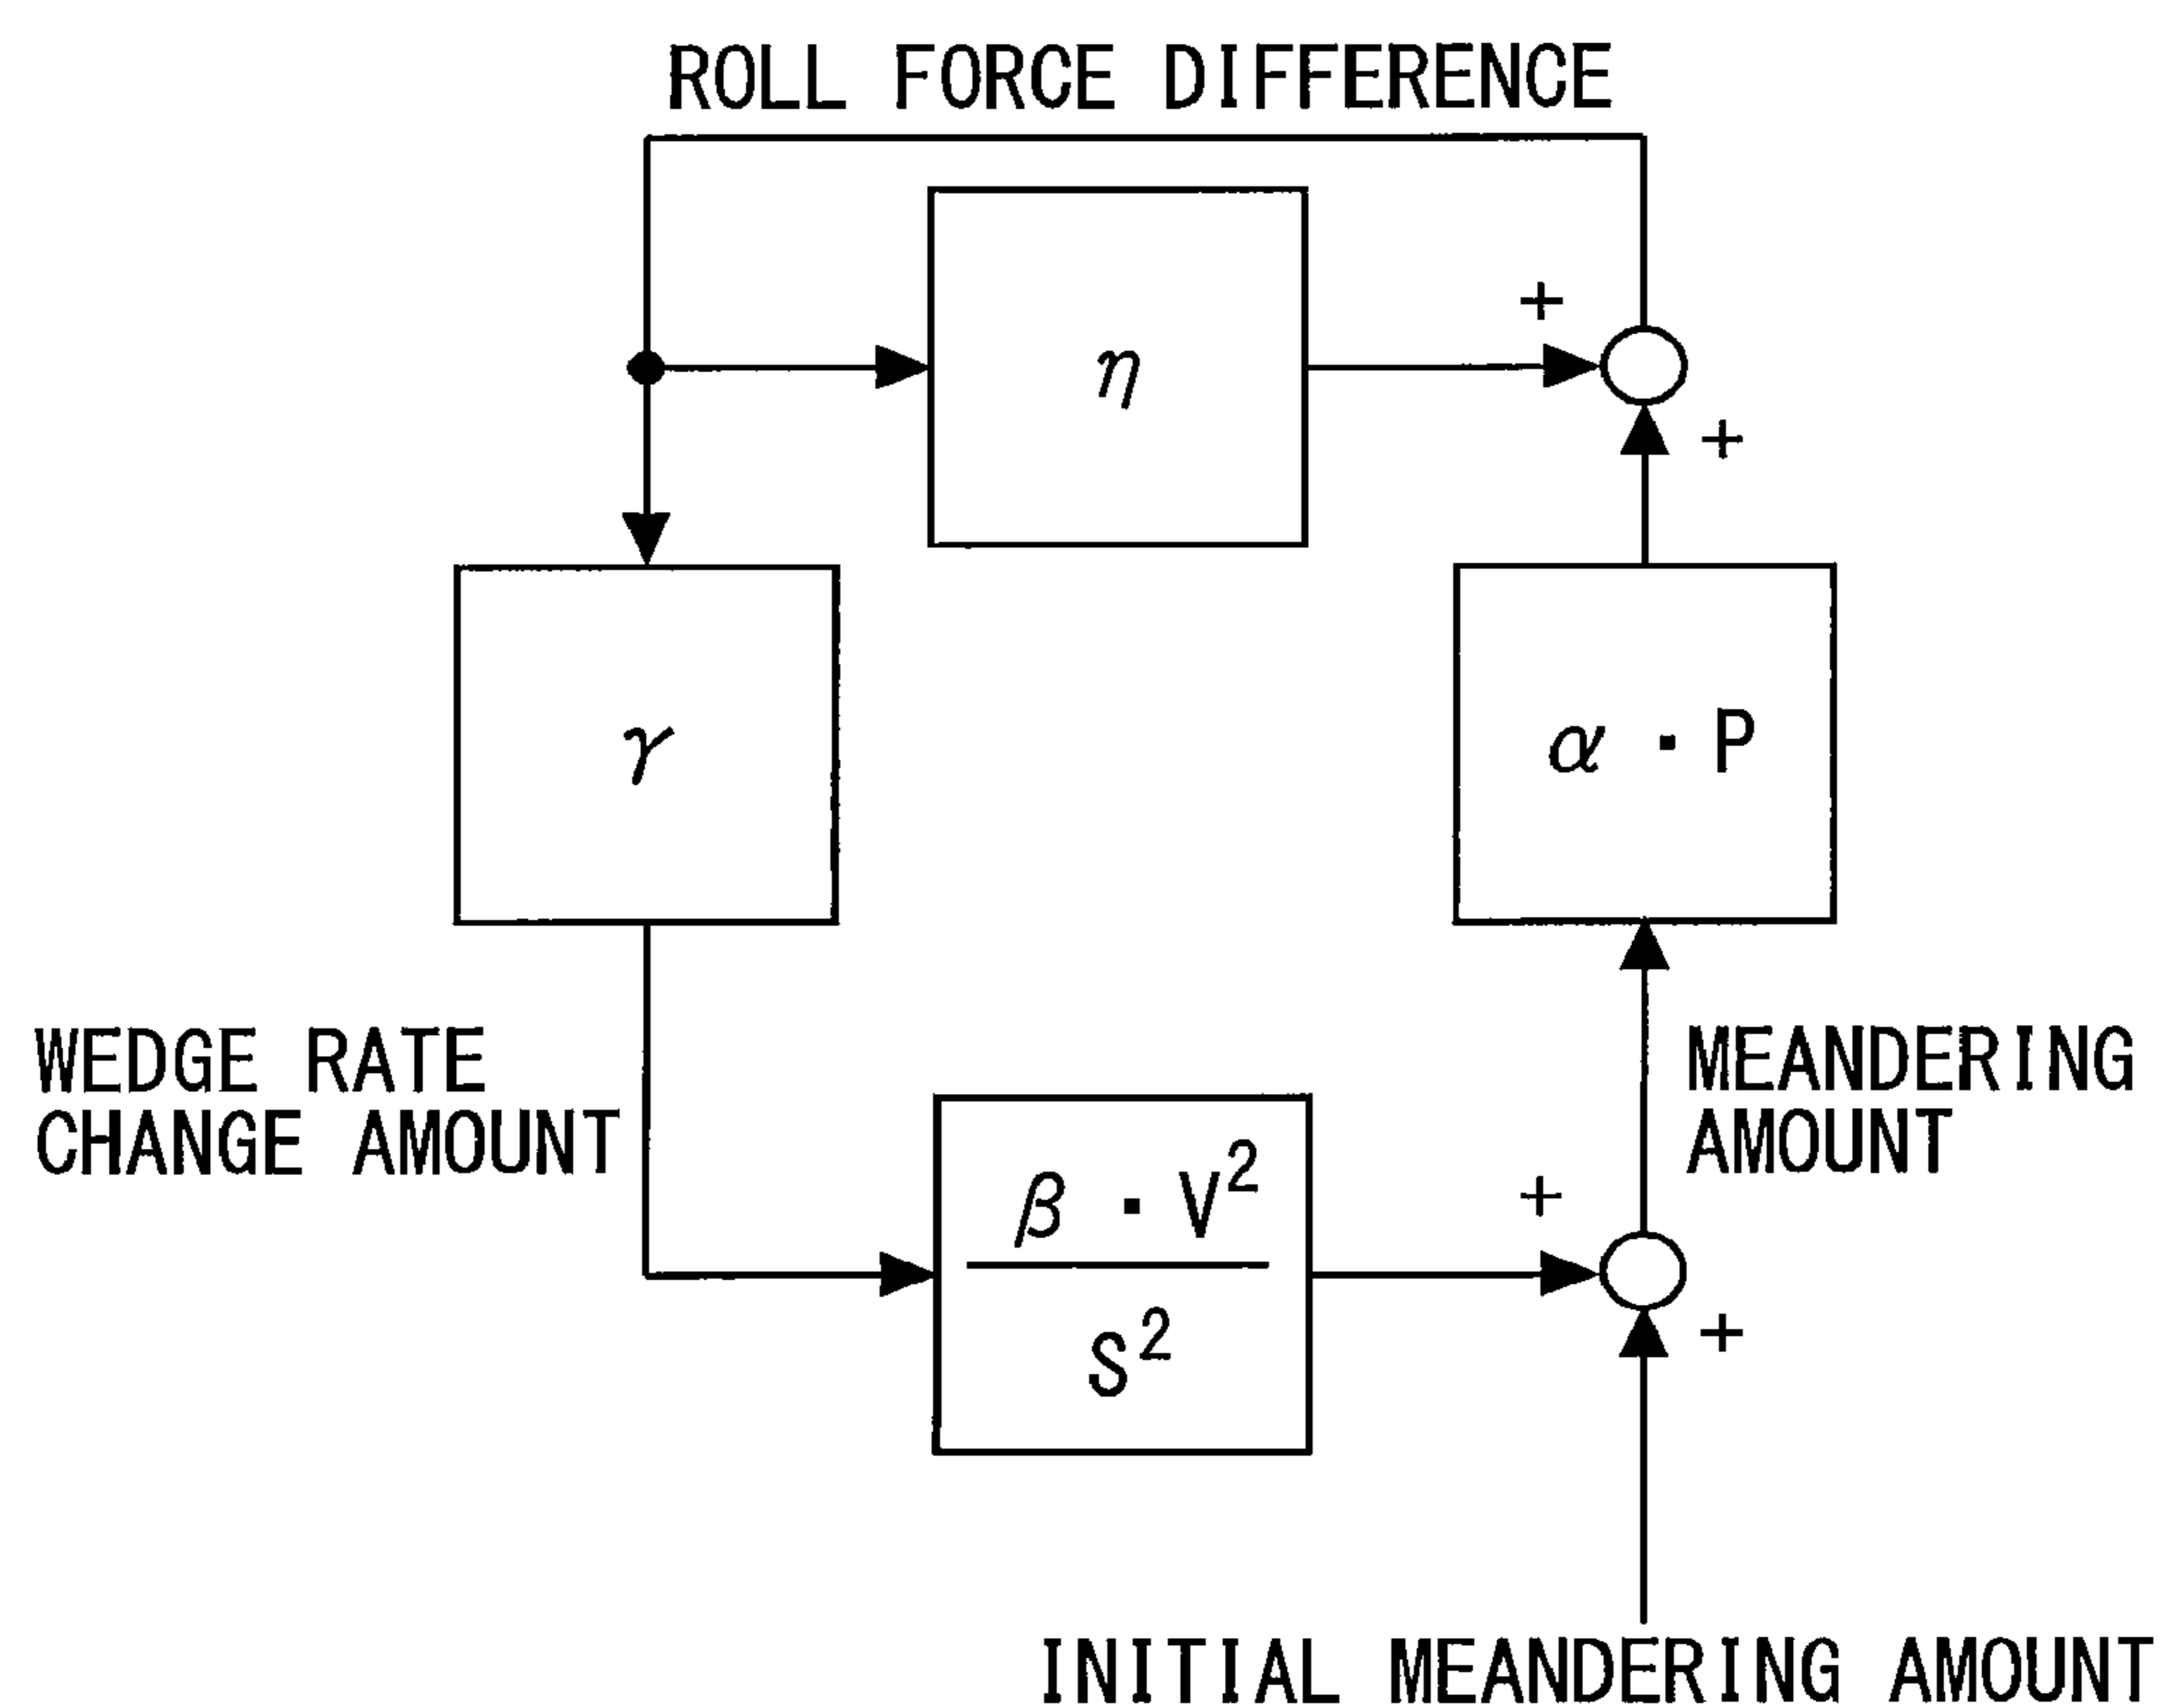 ROLL FORCE DIFFERENCE
+
η
+
γ
α · P
WEDGE RATE
CHANGE AMOUNT
MEANDERING
AMOUNT
β · V²
S²
+
+
INITIAL MEANDERING AMOUNT